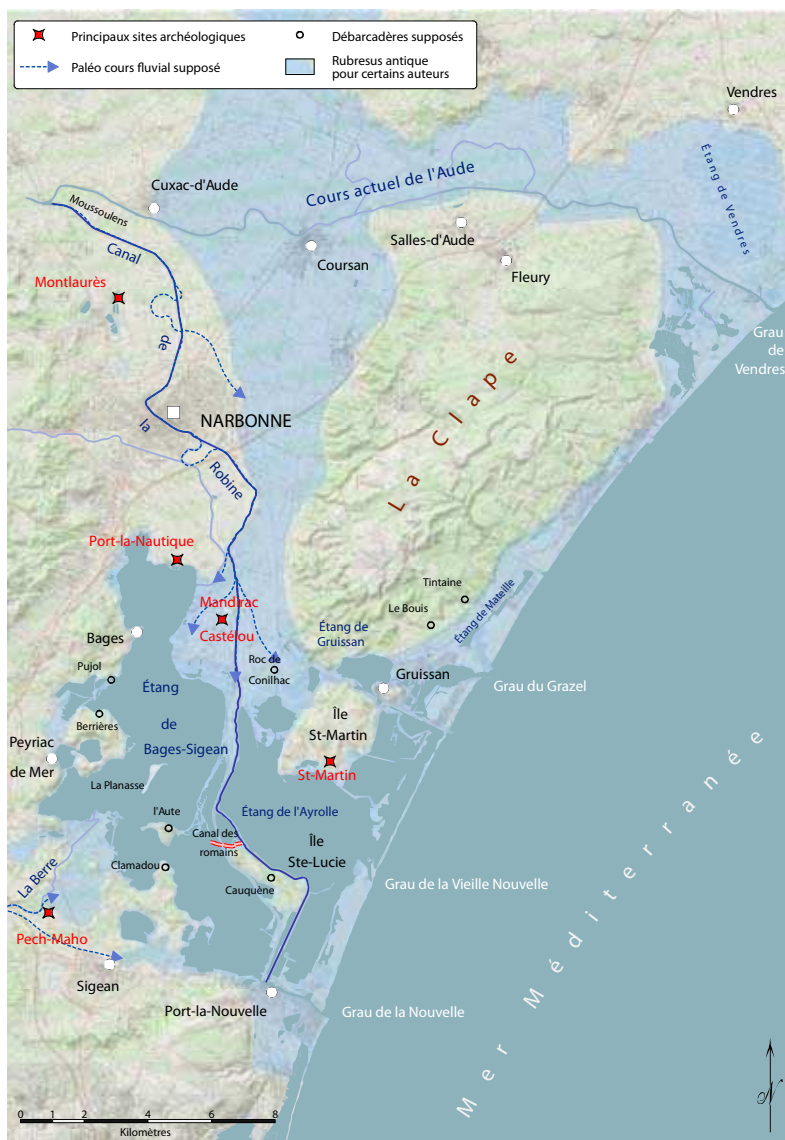 Principaux sites archéologiques
Débarcadères supposés
Paléo cours fluvial supposé
Rubresus antique
pour certains auteurs
Vendres
Étang de Vendres
Cours actuel de l'Aude
Cuxac-d'Aude
Moussoulens
Salles-d'Aude
Coursan
Fleury
Canal
de
la
Robine
Montlaurès
Grau
de
Vendres
La Clape
NARBONNE
Port-la-Nautique
Tintaine
Mandirac
Castélou
Le Bouis
Étang de Mateille
Étang de
Gruissan
Bages
Roc de
Conilhac
Pujol
Gruissan
Grau du Grazel
Étang
de
Bages-Sigean
Berrières
Île
St-Martin
Peyriac
de Mer
St-Martin
La Planasse
l'Aute
Étang de l'Ayrolle
Canal des
romains
Île
Ste-Lucie
Clamadou
La Berre
Cauquène
Grau de la Vieille Nouvelle
Pech-Maho
Sigean
Port-la-Nouvelle
Grau de la Nouvelle
Mer Méditerranée
0 1 2 4 6 8
Kilomètres
N